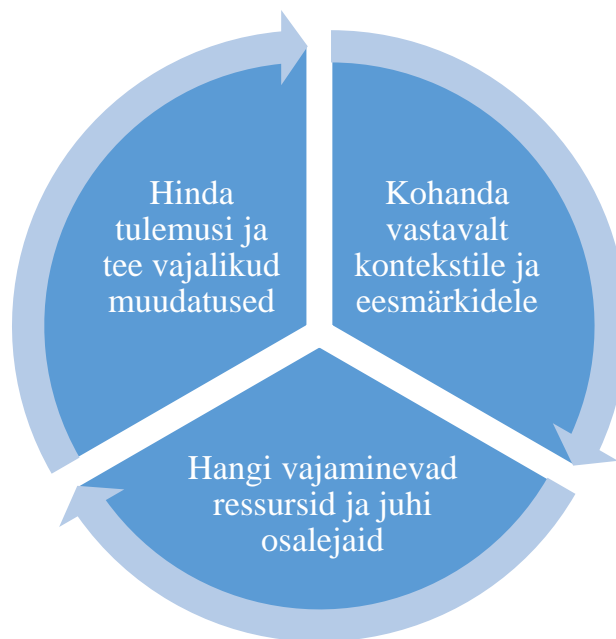 Hinda
tulemusi ja
tee vajalikud
muudatused
Kohanda
vastavalt
kontekstile ja
eesmärkidele
Hangi vajaminevad
ressursid ja juhi
osalejaid